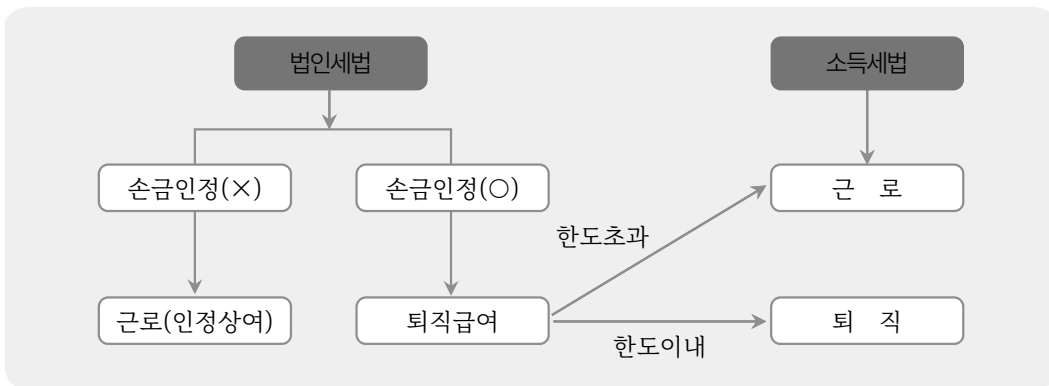 법인세법
소득세법
손금인정(×)
손금인정(○)
근 로
한도초과
근로(인정상여)
퇴직급여
퇴 직
한도이내